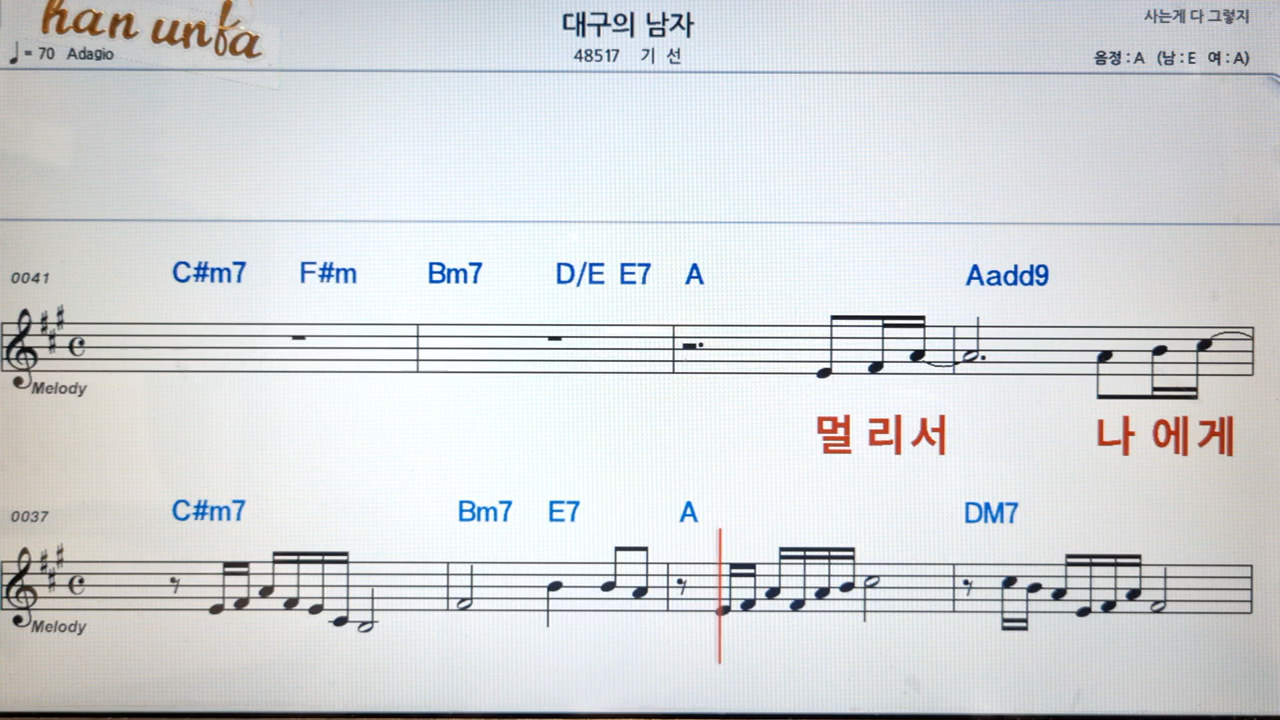 han unfa
대구의 남자
사는게 다 그렇지
♩= 70 Adagio
48517 기 선
음정 : A (남 : E 여 : A)
0041 C#m7 F#m Bm7 D/E E7 A Aadd9
Melody
멀 리 서 나 에 게
0037 C#m7 Bm7 E7 A DM7
Melody